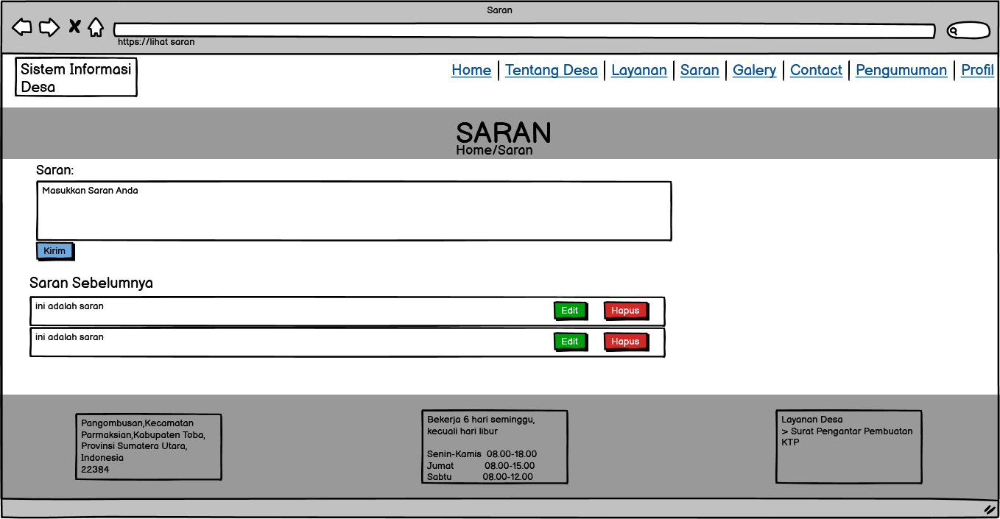 Saran
https://lihat saran
Sistem Informasi
Desa
Home | Tentang Desa | Layanan | Saran | Galery | Contact | Pengumuman | Profil
SARAN
Home/Saran
Saran:
Masukkan Saran Anda
Kirim
Saran Sebelumnya
ini adalah saran Edit Hapus
ini adalah saran Edit Hapus
Pangombusan,Kecamatan
Parmaksian,Kabupaten Toba,
Provinsi Sumatera Utara,
Indonesia
22384
Bekerja 6 hari seminggu,
kecuali hari libur
Senin-Kamis 08.00-18.00
Jumat 08.00-15.00
Sabtu 08.00-12.00
Layanan Desa
> Surat Pengantar Pembuatan
KTP